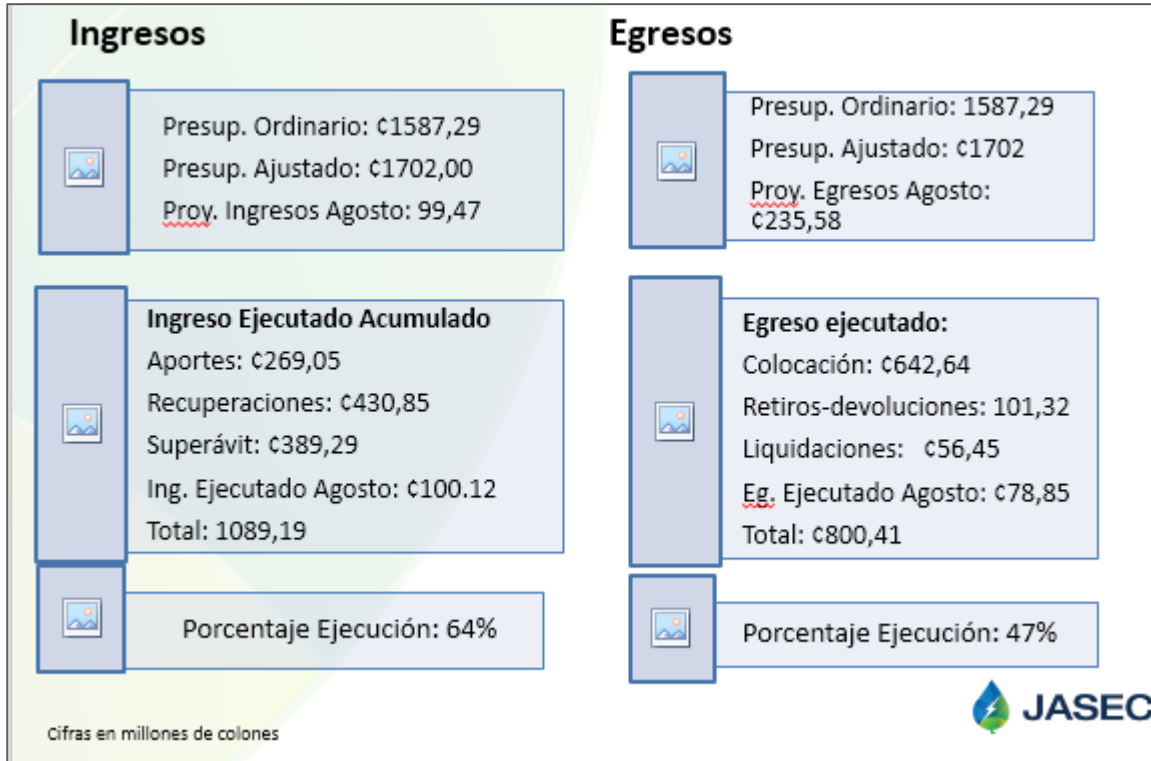 Ingresos
Presup. Ordinario: ¢1587,29
Presup. Ajustado: ¢1702,00
Proy. Ingresos Agosto: 99,47
Ingreso Ejecutado Acumulado
Aportes: ¢269,05
Recuperaciones: ¢430,85
Superávit: ¢389,29
Ing. Ejecutado Agosto: ¢100.12
Total: 1089,19
Porcentaje Ejecución: 64%
Egresos
Presup. Ordinario: 1587,29
Presup. Ajustado: ¢1702
Proy. Egresos Agosto:
¢235,58
Egreso ejecutado:
Colocación: ¢642,64
Retiros-devoluciones: 101,32
Liquidaciones: ¢56,45
Eg. Ejecutado Agosto: ¢78,85
Total: ¢800,41
Porcentaje Ejecución: 47%
Cifras en millones de colones
JASEC